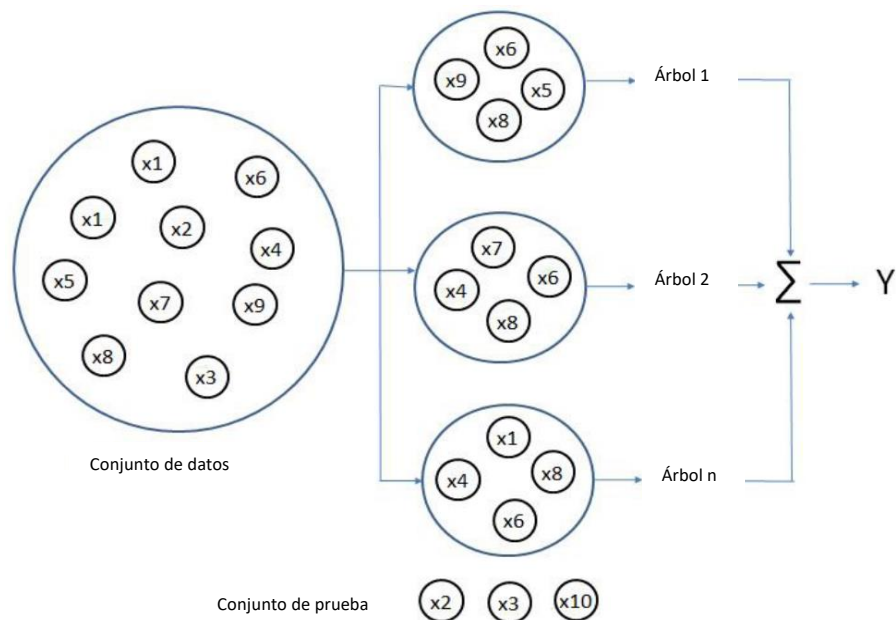 x1
x6
x1
x2
x4
x5
x7
x9
x8
x3
Conjunto de datos
x6
x9
x5
x8
Árbol 1
x7
x6
x4
x8
Árbol 2
x1
x8
x4
x6
Árbol n
∑
Y
Conjunto de prueba
x2
x3
x10